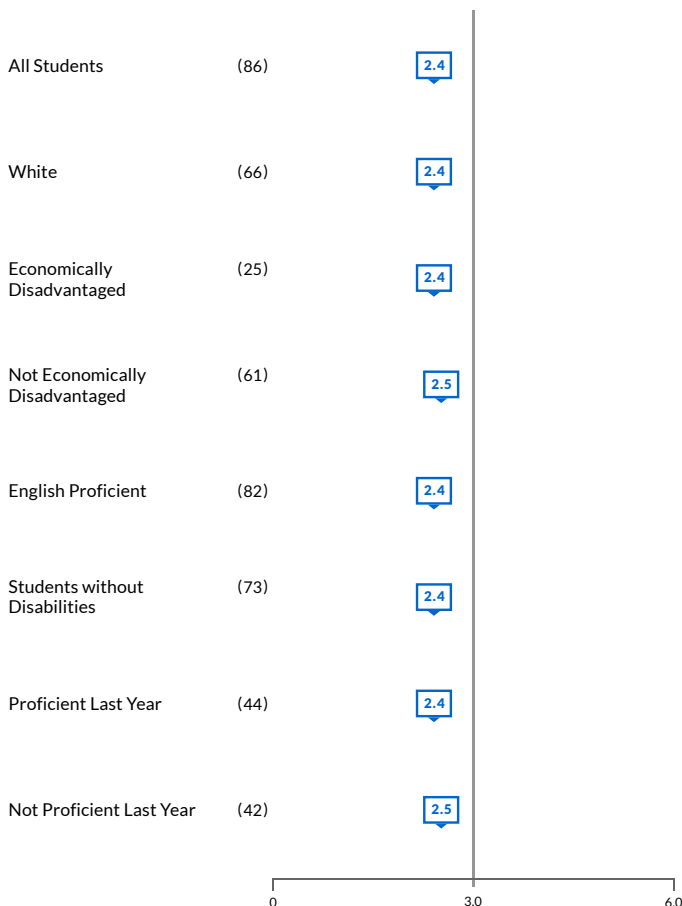 All Students (86) 2.4
White (66) 2.4
Economically (25) 2.4
Disadvantaged
Not Economically (61) 2.5
Disadvantaged
English Proficient (82) 2.4
Students without (73) 2.4
Disabilities
Proficient Last Year (44) 2.4
Not Proficient Last Year (42) 2.5
0 3.0 6.0